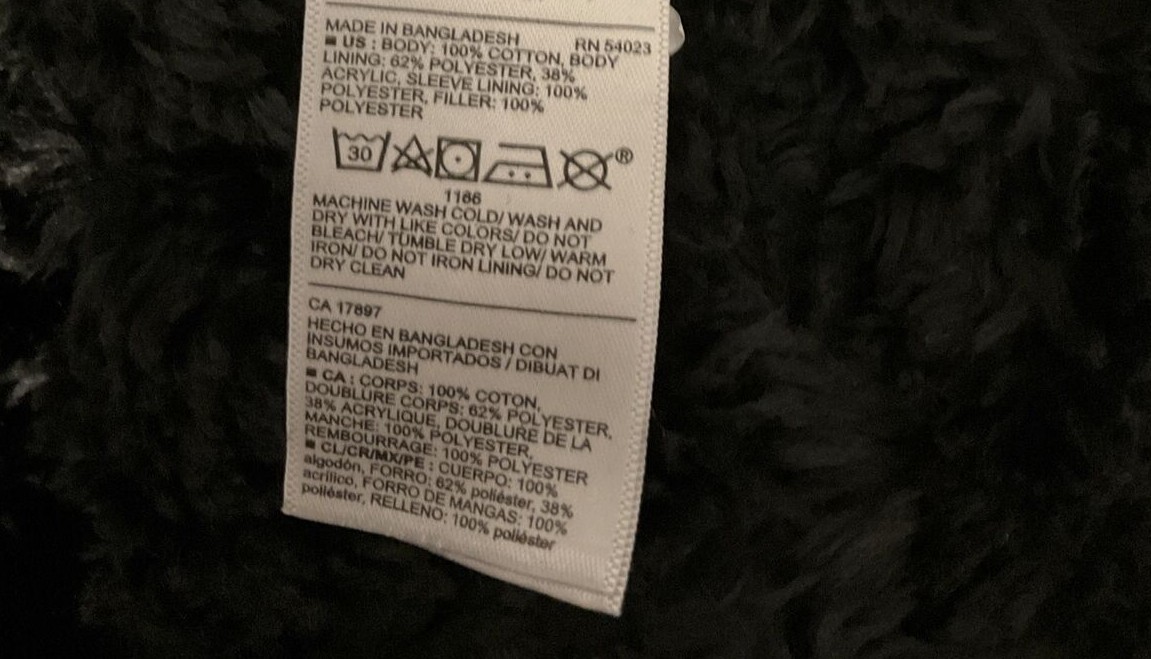 MADE IN BANGLADESH RN 54023
■ US : BODY: 100% COTTON, BODY
LINING: 62% POLYESTER, 38%
ACRYLIC, SLEEVE LINING: 100%
POLYESTER, FILLER: 100%
POLYESTER
30 ®
1166
MACHINE WASH COLD/ WASH AND
DRY WITH LIKE COLORS/ DO NOT
BLEACH/ TUMBLE DRY LOW/ WARM
IRON/ DO NOT IRON LINING/ DO NOT
DRY CLEAN
CA 17897
HECHO EN BANGLADESH CON
INSUMOS IMPORTADOS / DIBUAT DI
BANGLADESH
■ CA : CORPS: 100% COTON,
DOUBLURE CORPS: 62% POLYESTER,
38% ACRYLIQUE, DOUBLURE DE LA
MANCHE: 100% POLYESTER,
REMBOURRAGE: 100% POLYESTER
■ CL/CR/MX/PE : CUERPO: 100%
algodón, FORRO: 62% poliéster, 38%
acrílico, FORRO DE MANGAS: 100%
poliéster, RELLENO: 100% poliéster